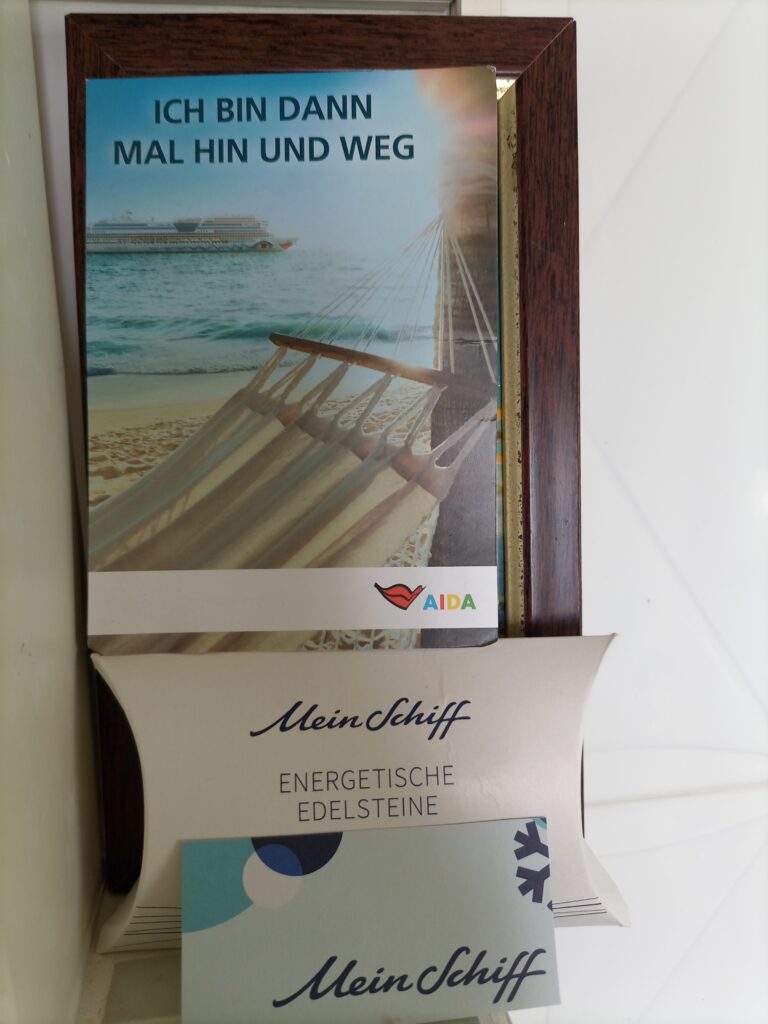 ICH BIN DANN
MAL HIN UND WEG
AIDA
Mein Schiff
ENERGETISCHE
EDELSTEINE
Mein Schiff